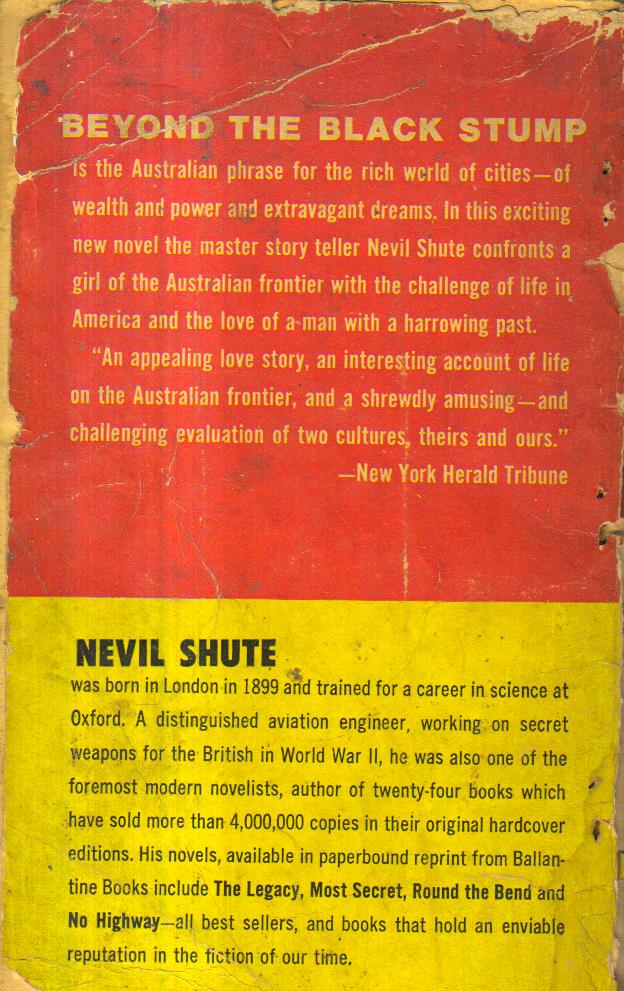 BEYOND THE BLACK STUMP
is the Australian phrase for the rich world of cities—of
wealth and power and extravagant dreams. In this exciting
new novel the master story teller Nevil Shute confronts a
girl of the Australian frontier with the challenge of life in
America and the love of a man with a harrowing past.
“An appealing love story, an interesting account of life
on the Australian frontier, and a shrewdly amusing—and
challenging evaluation of two cultures, theirs and ours.”
—New York Herald Tribune
NEVIL SHUTE
was born in London in 1899 and trained for a career in science at
Oxford. A distinguished aviation engineer, working on secret
weapons for the British in World War II, he was also one of the
foremost modern novelists, author of twenty-four books which
have sold more than 4,000,000 copies in their original hardcover
editions. His novels, available in paperbound reprint from Ballan-
tine Books include The Legacy, Most Secret, Round the Bend and
No Highway—all best sellers, and books that hold an enviable
reputation in the fiction of our time.